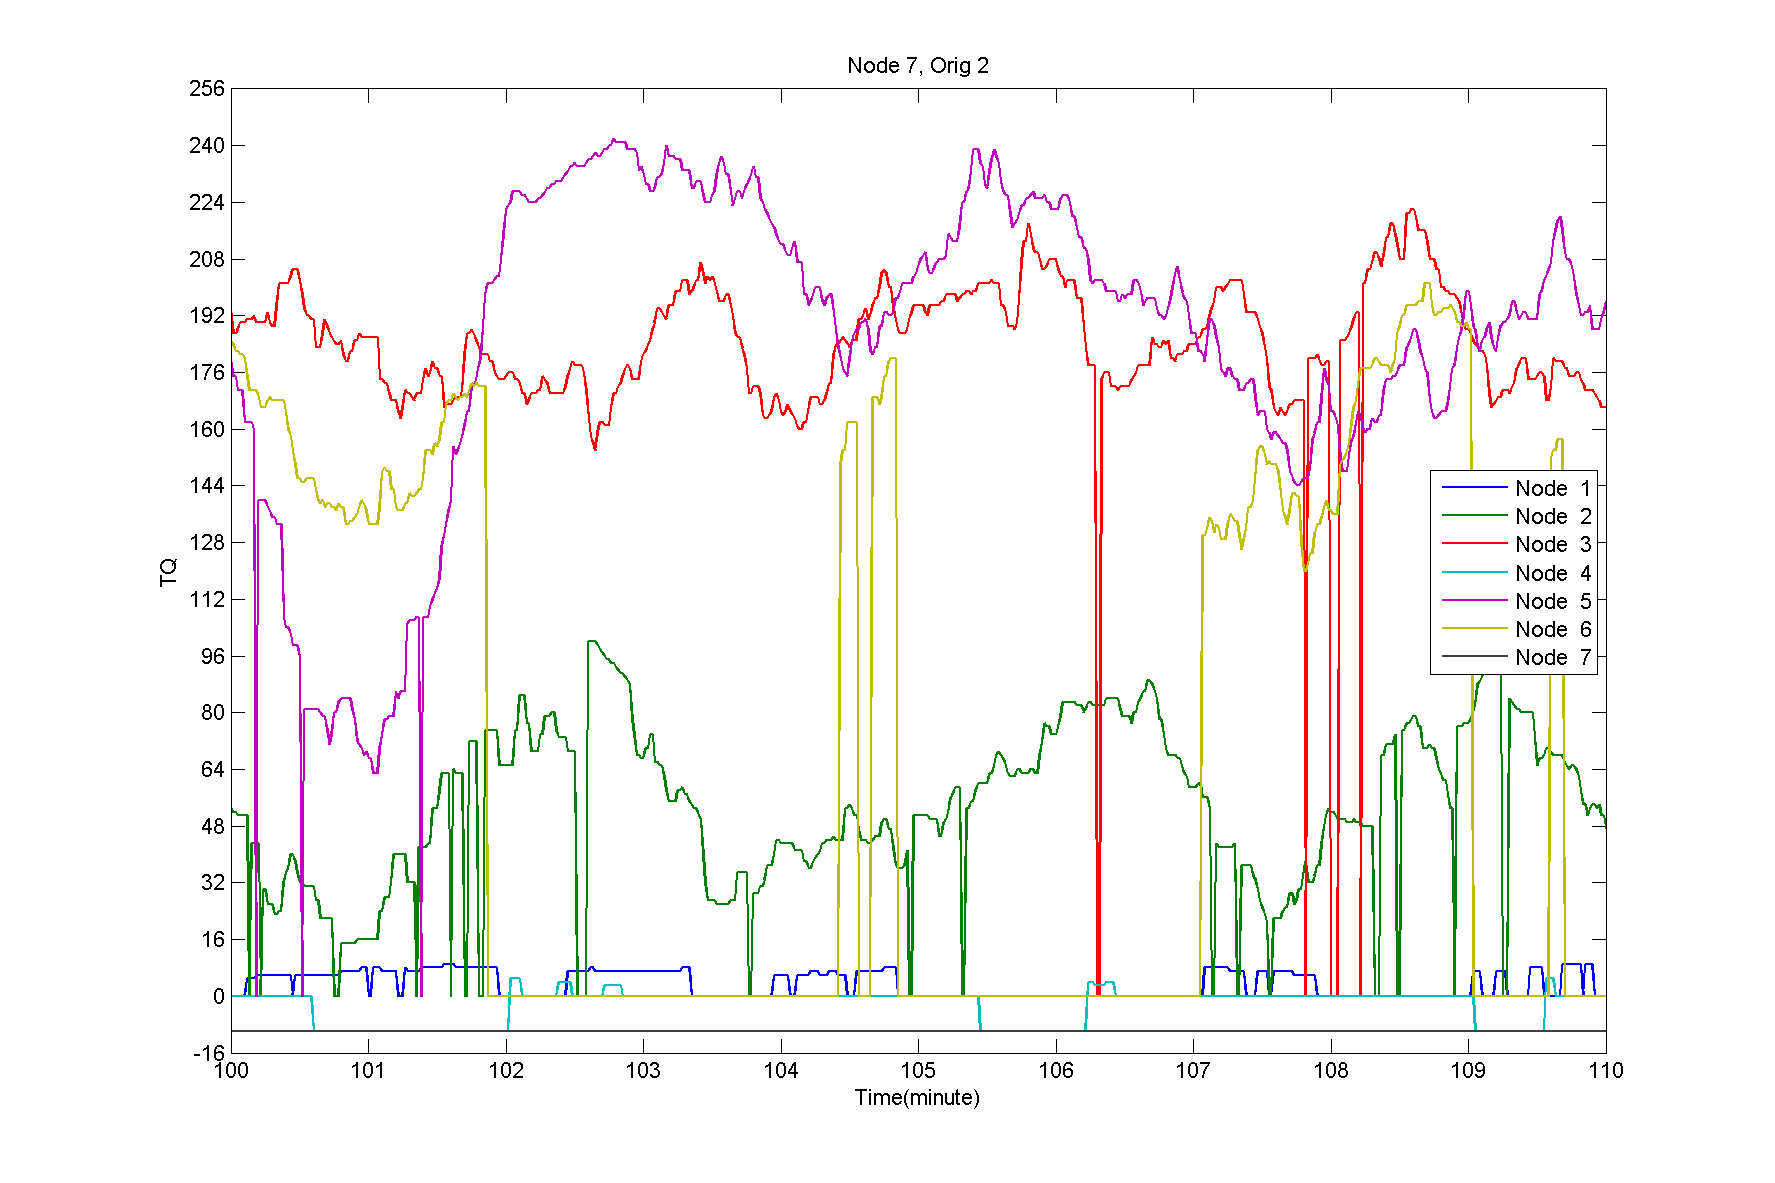 Node 7, Orig 2
256
240
224
208
192
176
160
144
128
112
96
80
64
48
32
16
0
-16
TQ
Node 1
Node 2
Node 3
Node 4
Node 5
Node 6
Node 7
100 101 102 103 104 105 106 107 108 109 110
Time(minute)